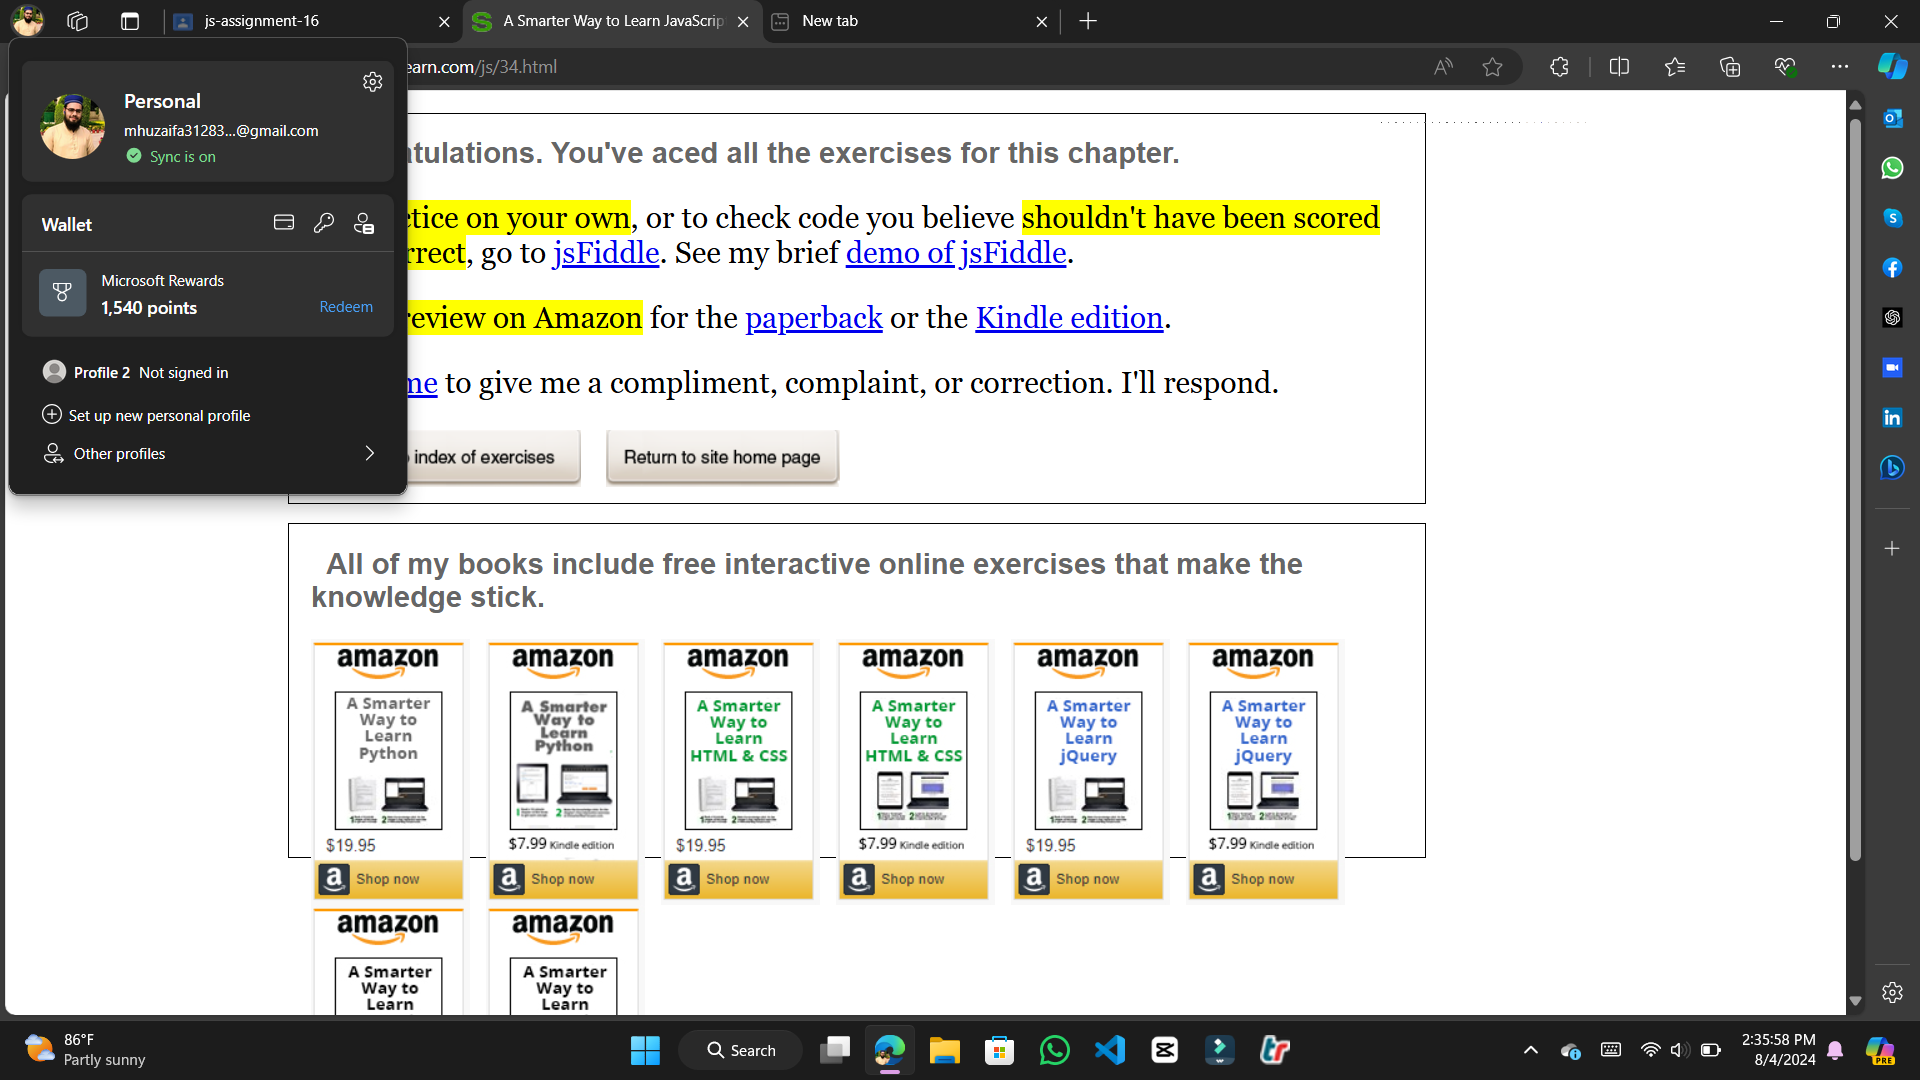 js-assignment-16
A Smarter Way to Learn JavaScrip
New tab
earn.com/js/34.html
Personal
mhuzaifa31283...@gmail.com
Sync is on
Wallet
Microsoft Rewards
1,540 points
Redeem
Profile 2 Not signed in
Set up new personal profile
Other profiles
tulations. You've aced all the exercises for this chapter.
ctice on your own, or to check code you believe shouldn't have been scored
rrect, go to jsFiddle. See my brief demo of jsFiddle.
review on Amazon for the paperback or the Kindle edition.
me to give me a compliment, complaint, or correction. I'll respond.
index of exercises
Return to site home page
All of my books include free interactive online exercises that make the
knowledge stick.
amazon amazon amazon amazon amazon amazon
A Smarter A Smarter A Smarter A Smarter A Smarter A Smarter
Way to Way to Way to Way to Way to Way to
Learn Learn Learn Learn Learn Learn
Python Python HTML & CSS HTML & CSS jQuery jQuery
$19.95 $7.99 Kindle edition $19.95 $7.99 Kindle edition $19.95 $7.99 Kindle edition
a Shop now a Shop now a Shop now a Shop now a Shop now a Shop now
amazon amazon
A Smarter A Smarter
Way to Way to
Learn Learn
86°F
Partly sunny
Search
2:35:58 PM
8/4/2024
PRE